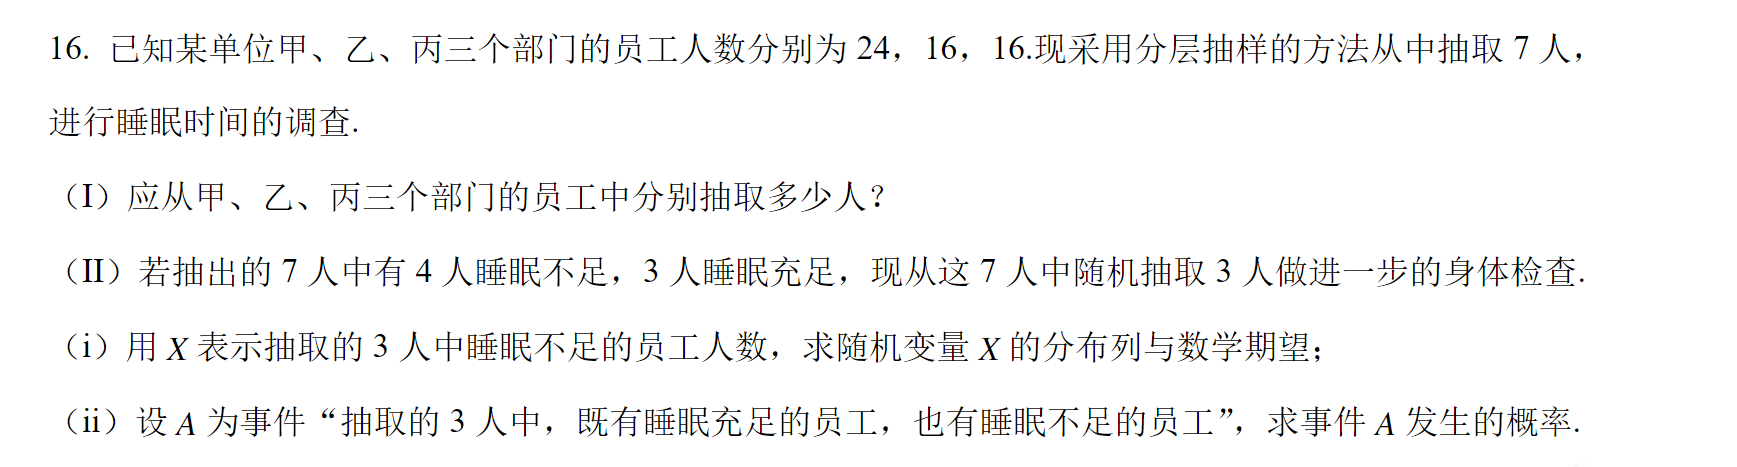 16. 已知某单位甲、乙、丙三个部门的员工人数分别为 24，16，16.现采用分层抽样的方法从中抽取 7 人，
进行睡眠时间的调查.
（I）应从甲、乙、丙三个部门的员工中分别抽取多少人？
（II）若抽出的 7 人中有 4 人睡眠不足，3 人睡眠充足，现从这 7 人中随机抽取 3 人做进一步的身体检查.
（i）用 X 表示抽取的 3 人中睡眠不足的员工人数，求随机变量 X 的分布列与数学期望；
（ii）设 A 为事件“抽取的 3 人中，既有睡眠充足的员工，也有睡眠不足的员工”，求事件 A 发生的概率.